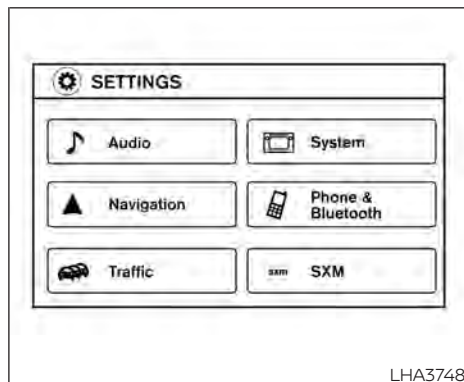 SETTINGS
Audio
System
Navigation
Phone &
Bluetooth
Traffic
sxm
SXM
LHA3748